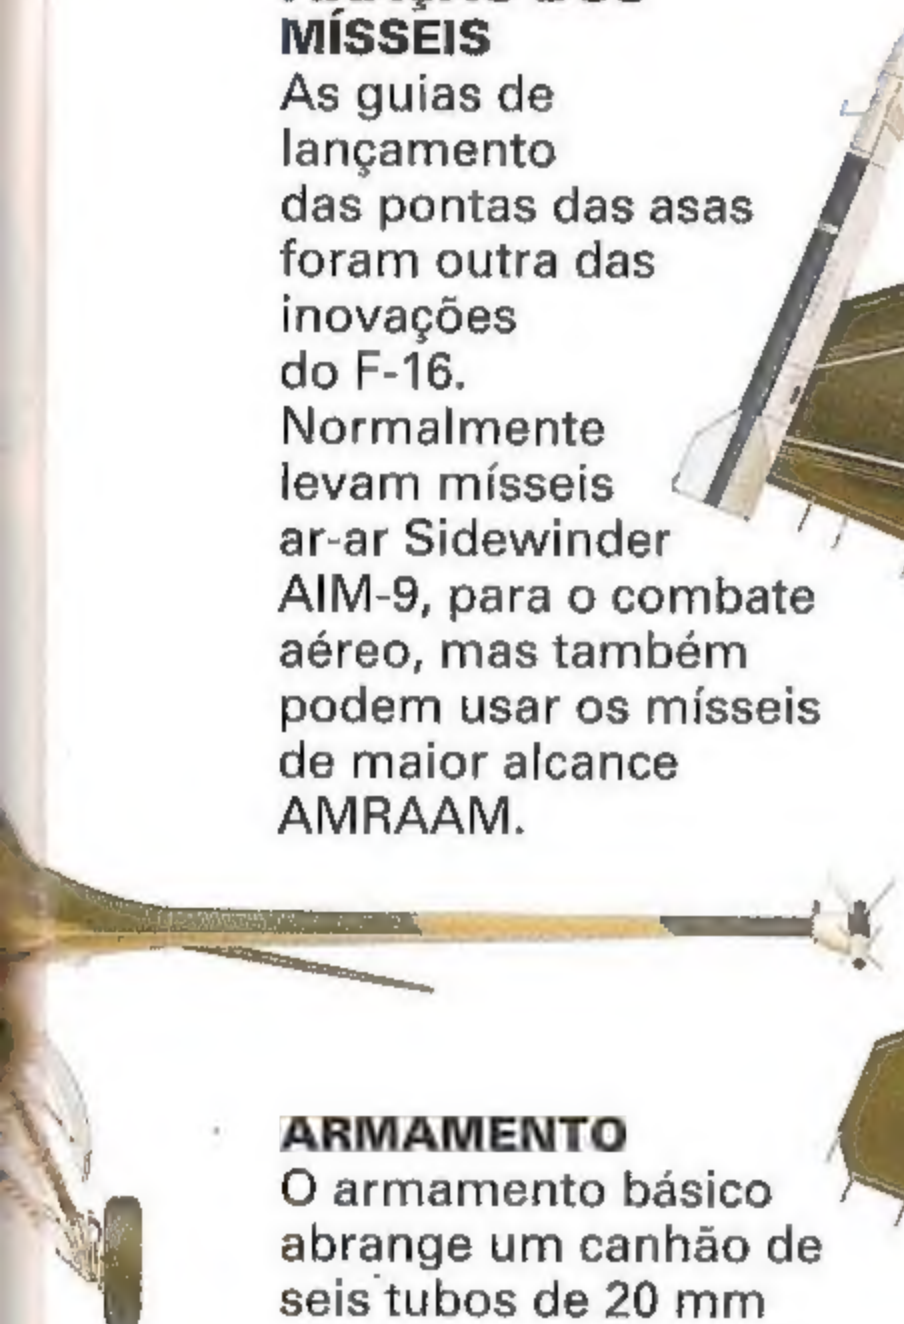 MÍSSEIS
As guias de
lançamento
das pontas das asas
foram outra das
inovações
do F-16.
Normalmente
levam mísseis
ar-ar Sidewinder
AIM-9, para o combate
aéreo, mas também
podem usar os mísseis
de maior alcance
AMRAAM.
ARMAMENTO
O armamento básico
abrange um canhão de
seis tubos de 20 mm